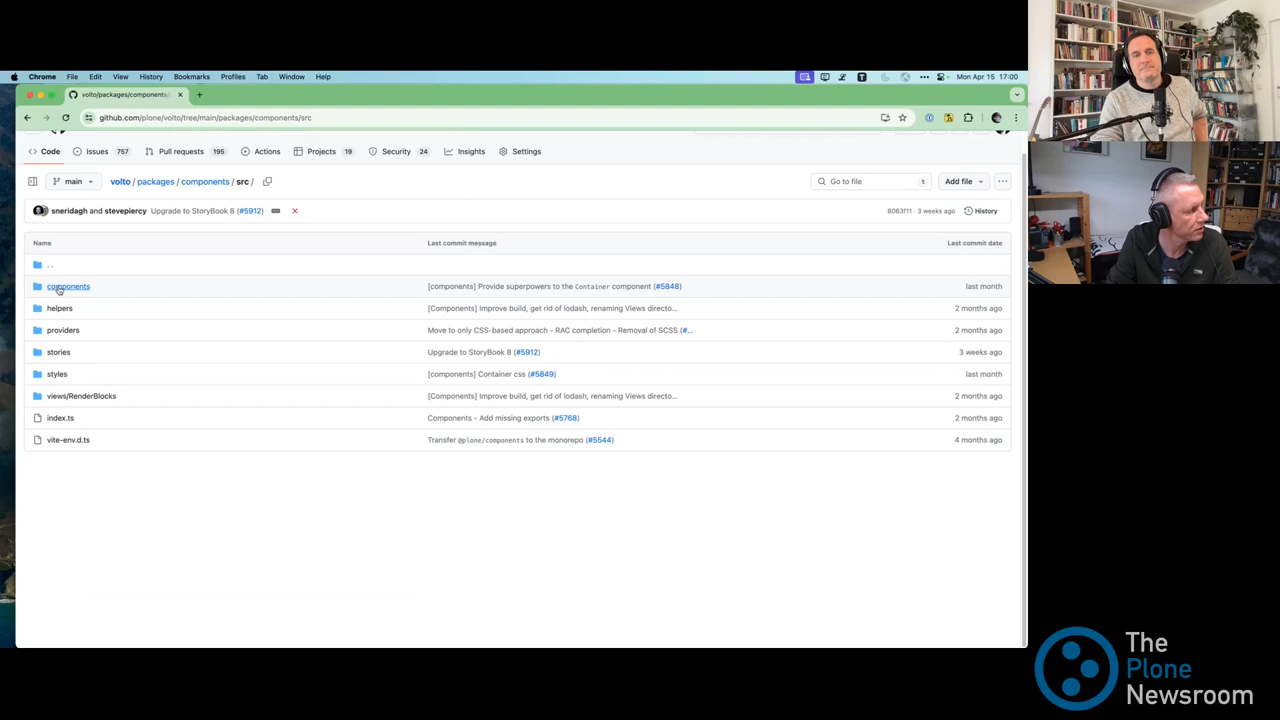 Chrome File Edit View History Bookmarks Profiles Tab Window Help Mon Apr 15 17:00
volto/packages/components/
github.com/plone/volto/tree/main/packages/components/src
Code Issues 757 Pull requests 195 Actions Projects 19 Security 24 Insights Settings
main volto / packages / components / src / Go to file t Add file
sneridagh and stevepiercy Upgrade to StoryBook 8 (#5912) 8063f11 · 3 weeks ago History
Name Last commit message Last commit date
..
components [components] Provide superpowers to the Container component (#5848) last month
helpers [Components] Improve build, get rid of lodash, renaming Views directo... 2 months ago
providers Move to only CSS-based approach - RAC completion - Removal of SCSS (#... 2 months ago
stories Upgrade to StoryBook 8 (#5912) 3 weeks ago
styles [components] Container css (#5849) last month
views/RenderBlocks [Components] Improve build, get rid of lodash, renaming Views directo... 2 months ago
index.ts Components - Add missing exports (#5768) 2 months ago
vite-env.d.ts Transfer @plone/components to the monorepo (#5544) 4 months ago
The
Plone
Newsroom